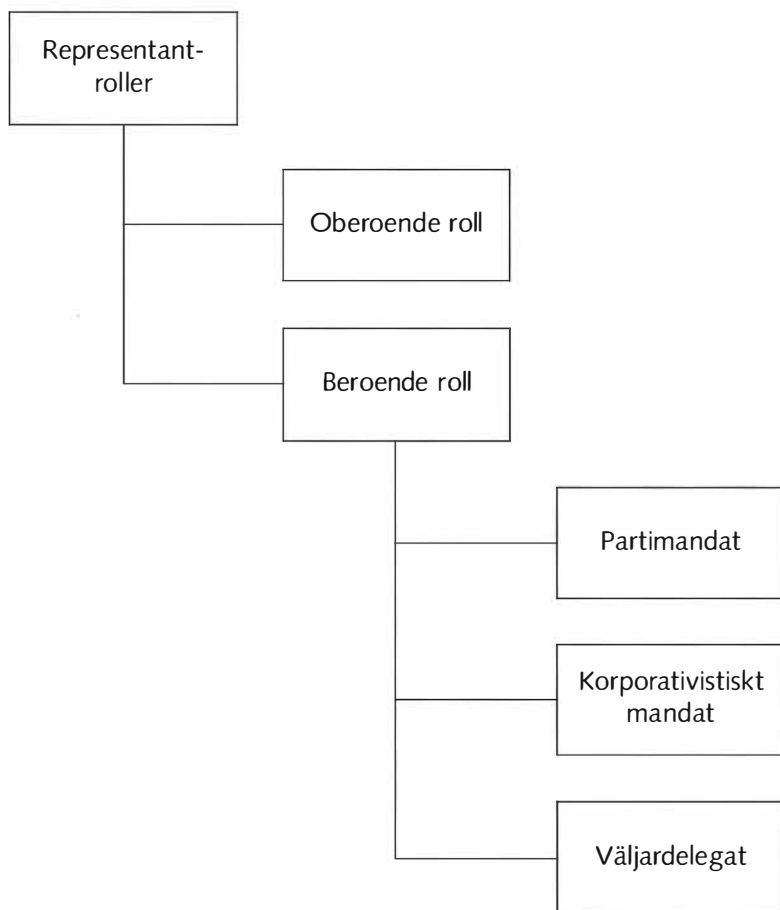 Representant-
roller
Oberoende roll
Beroende roll
Partimandat
Korporativistiskt
mandat
Väljardelegat